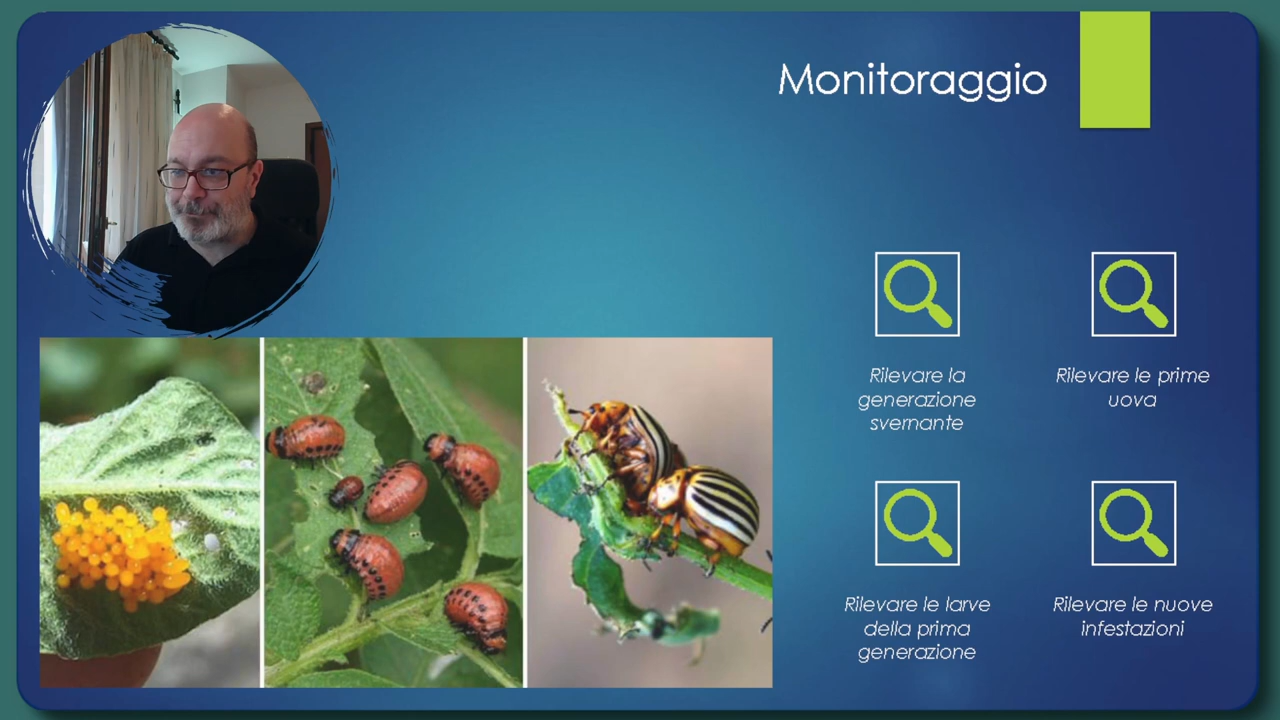 Monitoraggio
Rilevare la
generazione
svernante
Rilevare le prime
uova
Rilevare le larve
della prima
generazione
Rilevare le nuove
infestazioni